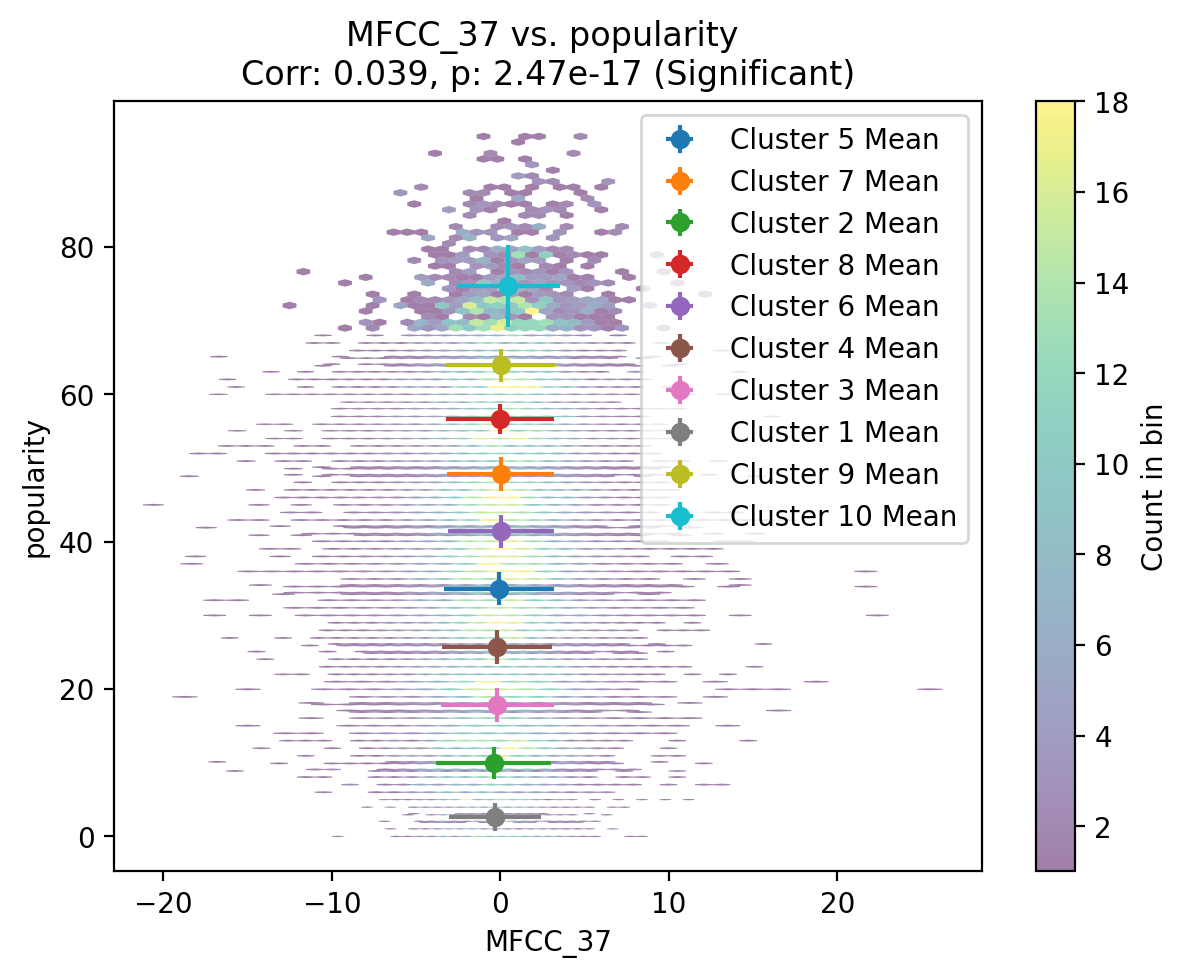 MFCC_37 vs. popularity
Corr: 0.039, p: 2.47e-17 (Significant)
popularity
80
60
40
20
0
−20
−10
0
10
20
MFCC_37
Cluster 5 Mean
Cluster 7 Mean
Cluster 2 Mean
Cluster 8 Mean
Cluster 6 Mean
Cluster 4 Mean
Cluster 3 Mean
Cluster 1 Mean
Cluster 9 Mean
Cluster 10 Mean
18
16
14
12
10
8
6
4
2
Count in bin